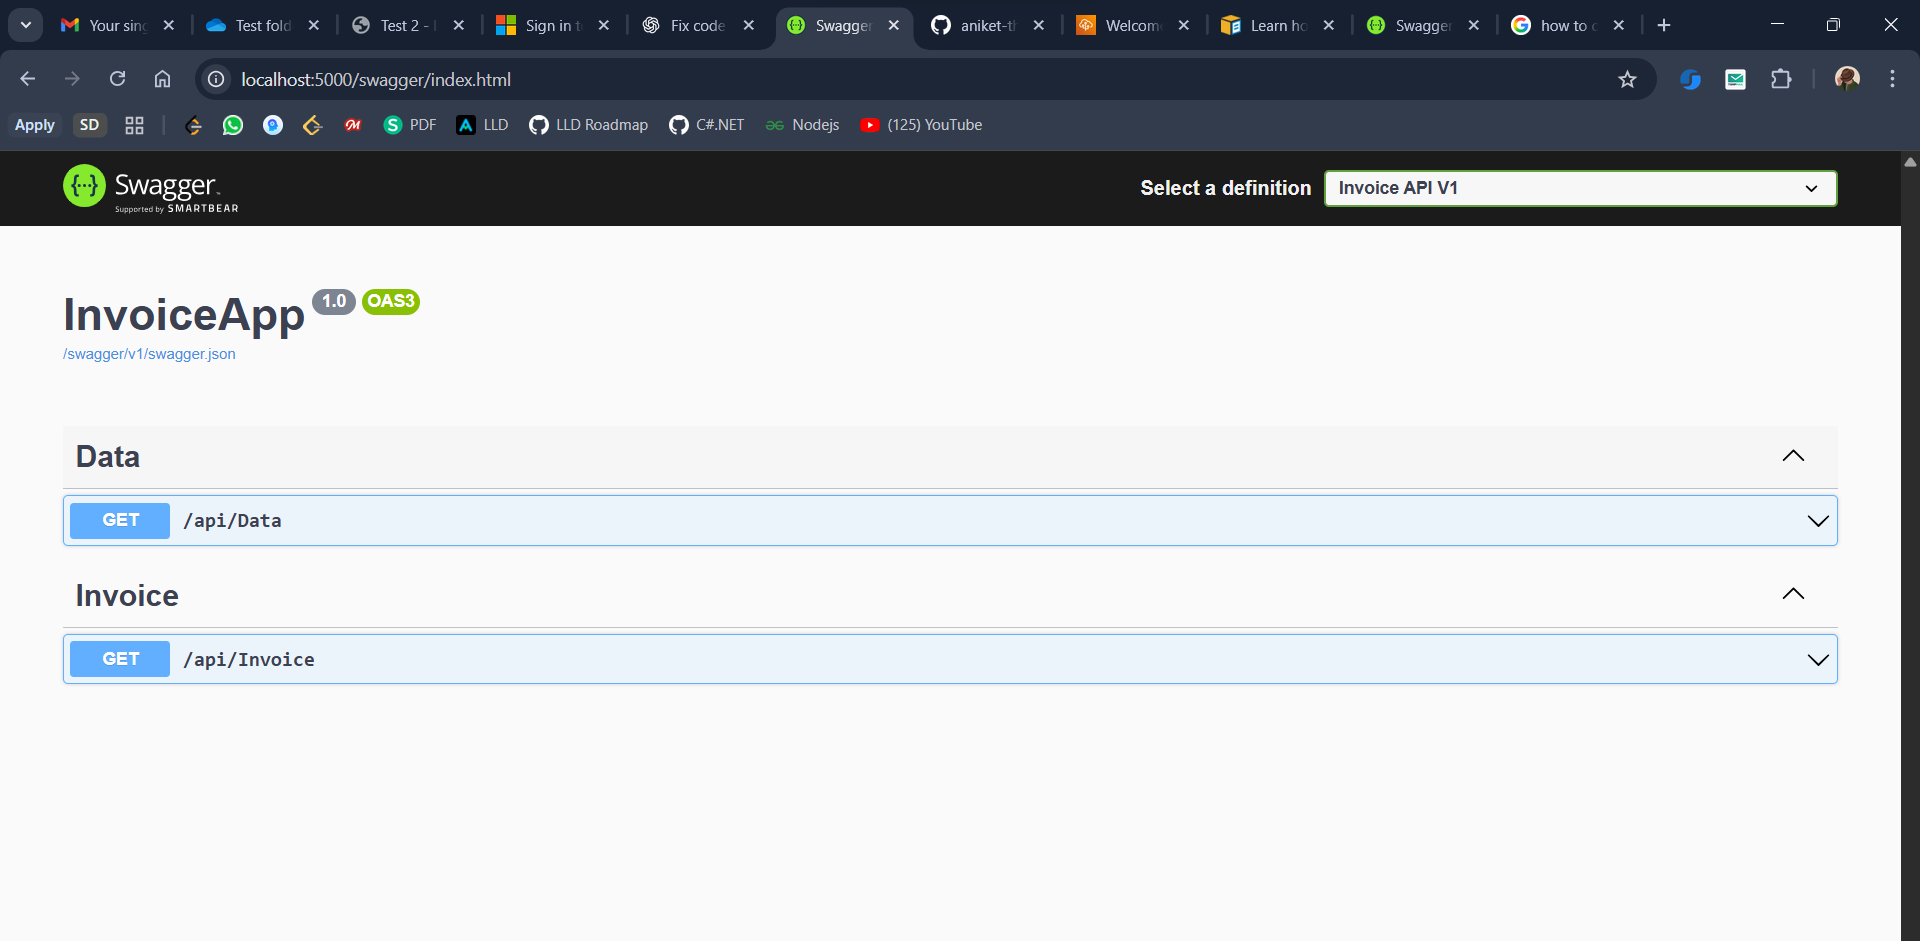 Your sing
Test fold
Test 2 -
Sign in t
Fix code
Swagger
aniket-th
Welcome
Learn ho
Swagger
how to c
localhost:5000/swagger/index.html
Apply
SD
PDF
LLD
LLD Roadmap
C#.NET
Nodejs
(125) YouTube
Swagger
Supported by SMARTBEAR
Select a definition
Invoice API V1
InvoiceApp 1.0 OAS3
/swagger/v1/swagger.json
Data
GET /api/Data
Invoice
GET /api/Invoice